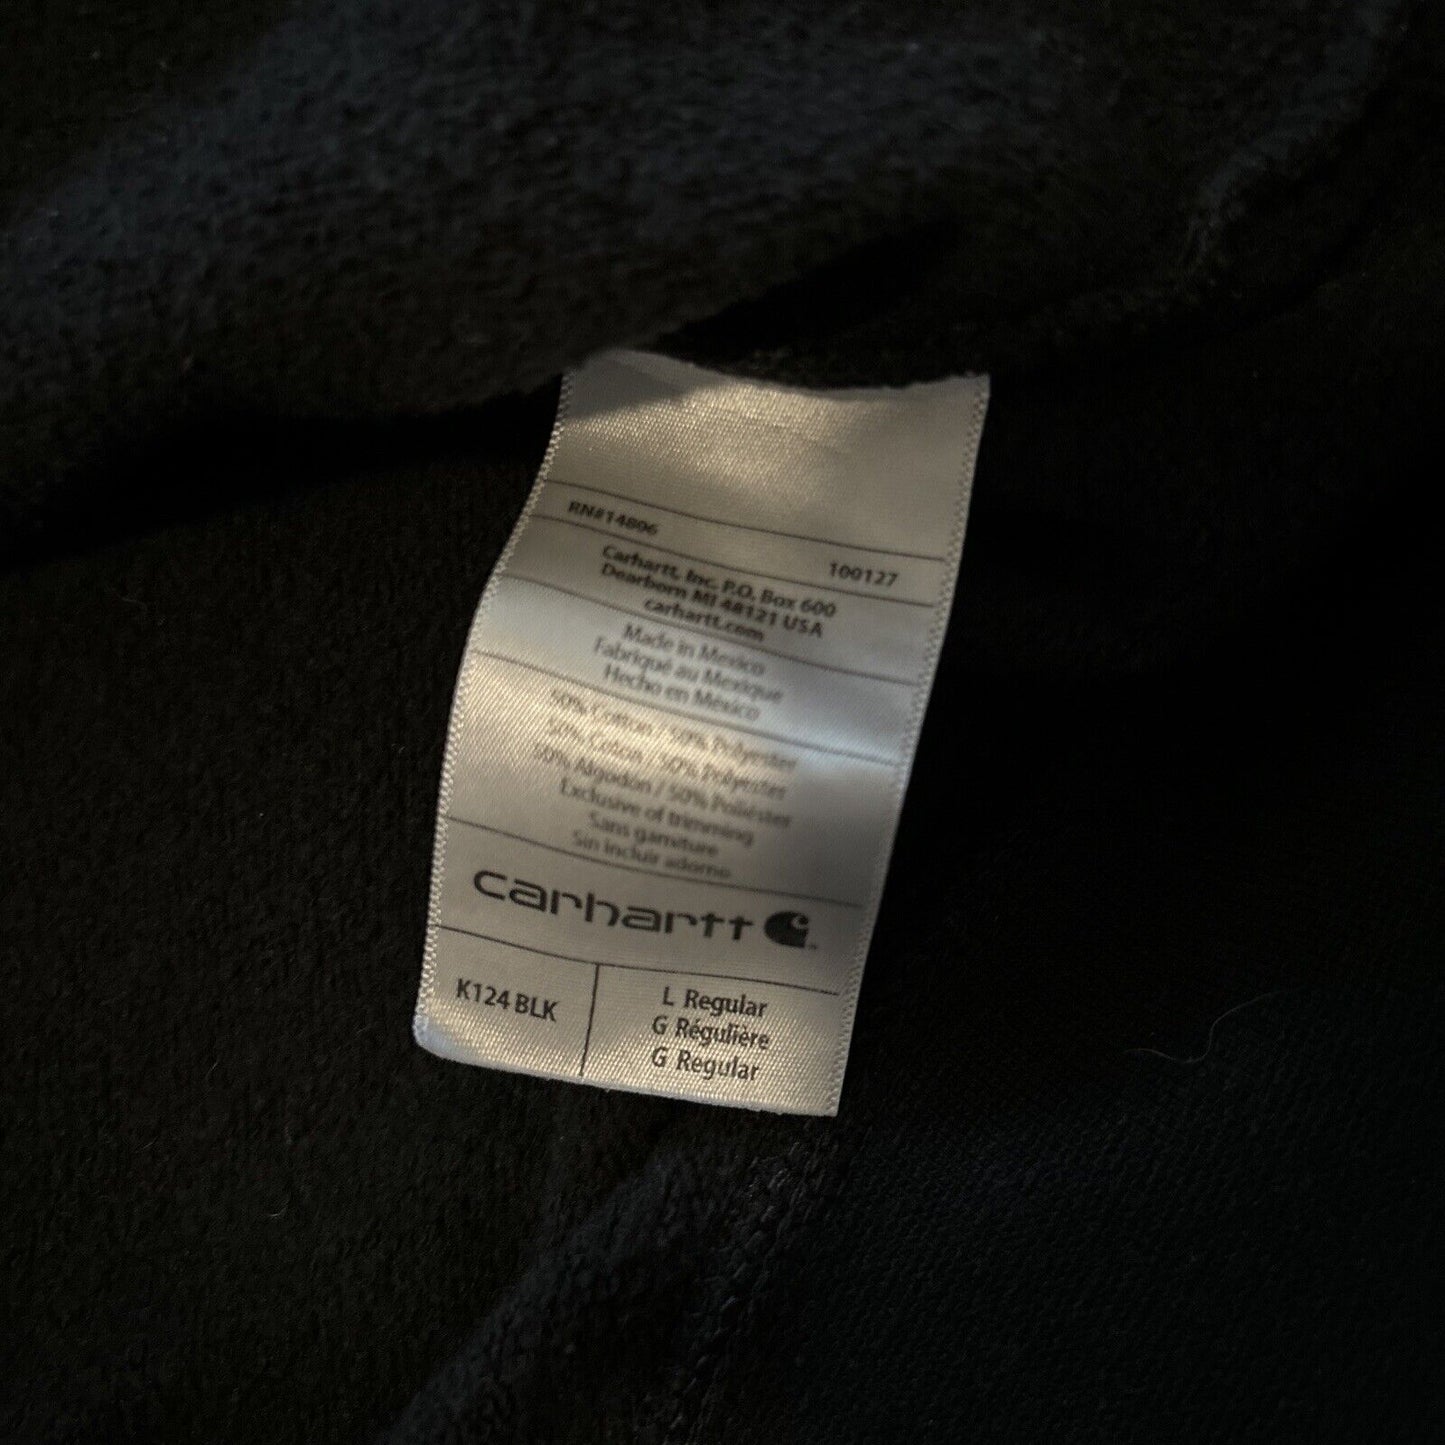 RN#14806
100127
Carhartt, Inc. P.O. Box 600
Dearborn MI 48121 USA
carhartt.com
Made in Mexico
Fabriqué au Mexique
Hecho en México
50% Cotton / 50% Polyester
50% Coton / 50% Polyester
50% Algodon / 50% Poliéster
Exclusive of trimming
Sans garniture
Sin incluir adorno
carhartt
K124 BLK
L Regular
G Régulière
G Regular